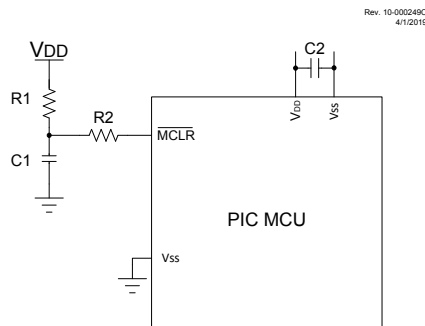 Rev. 10-000249C
4/1/2019
VDD
C2
R1
R2
VDD
Vss
MCLR
C1
PIC MCU
Vss